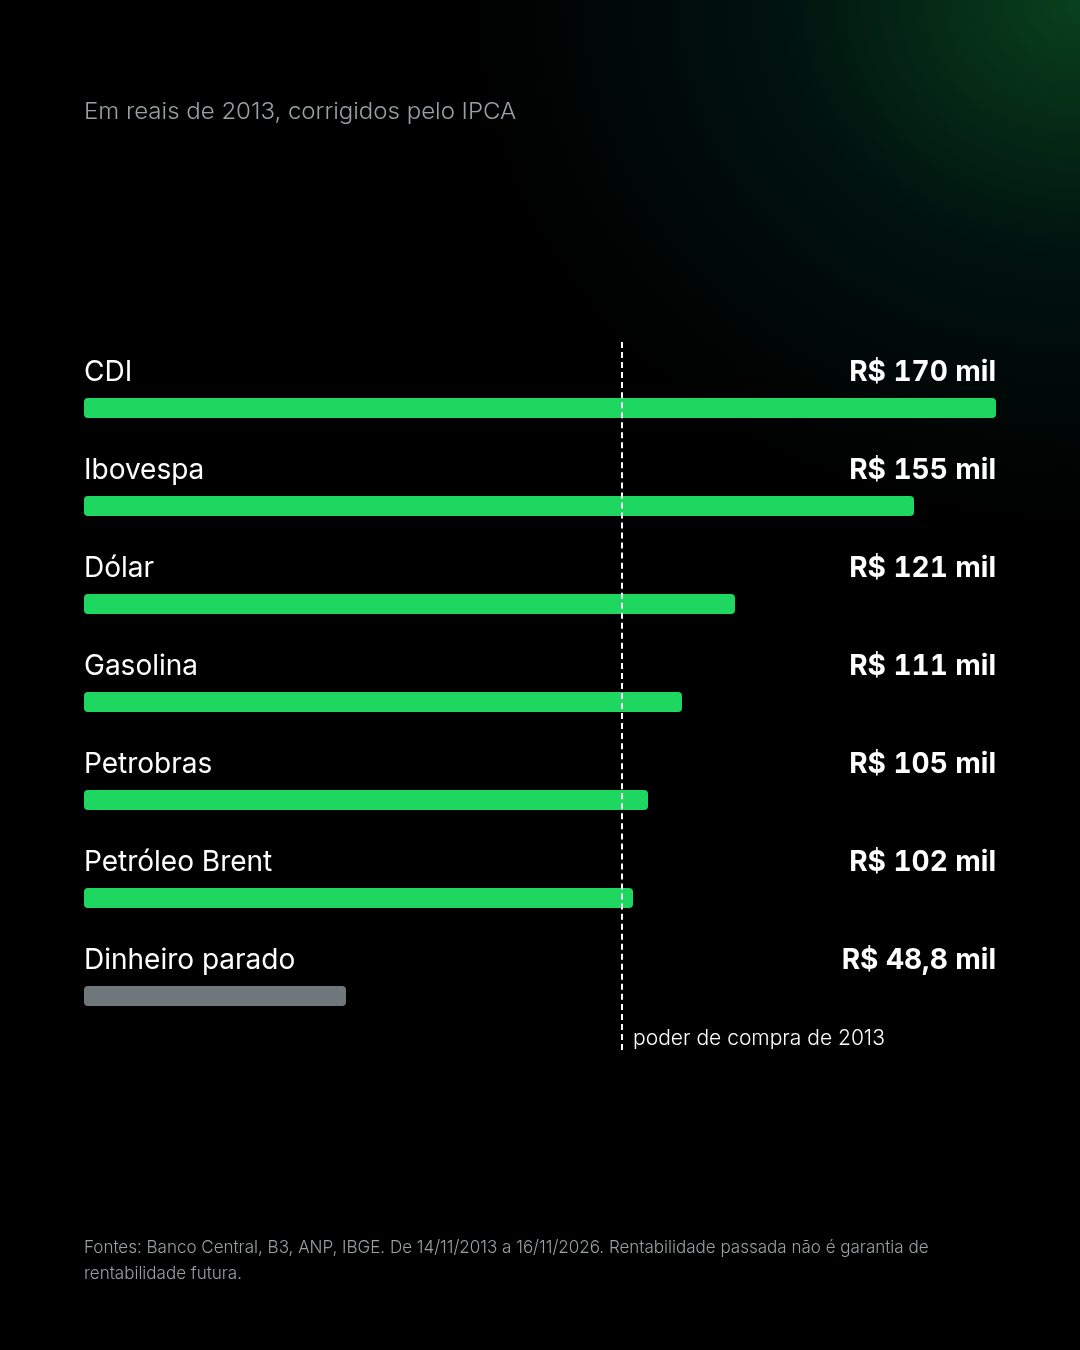 Em reais de 2013, corrigidos pelo IPCA
CDI R$ 170 mil
Ibovespa R$ 155 mil
Dólar R$ 121 mil
Gasolina R$ 111 mil
Petrobras R$ 105 mil
Petróleo Brent R$ 102 mil
Dinheiro parado R$ 48,8 mil
poder de compra de 2013
Fontes: Banco Central, B3, ANP, IBGE. De 14/11/2013 a 16/11/2026. Rentabilidade passada não é garantia de
rentabilidade futura.